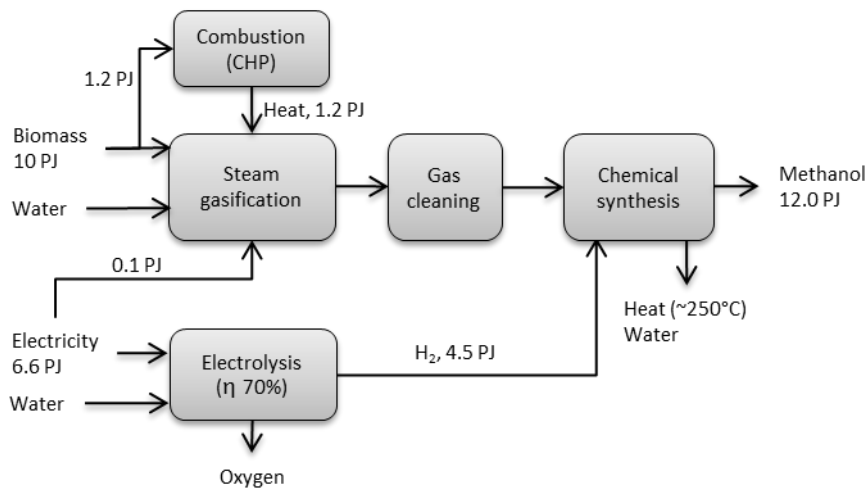 Combustion
(CHP)
1.2 PJ
Heat, 1.2 PJ
Biomass
10 PJ
Steam
gasification
Gas
cleaning
Chemical
synthesis
Methanol
12.0 PJ
Water
0.1 PJ
Heat (~250°C)
Water
Electricity
6.6 PJ
Electrolysis
(η 70%)
H₂, 4.5 PJ
Water
Oxygen